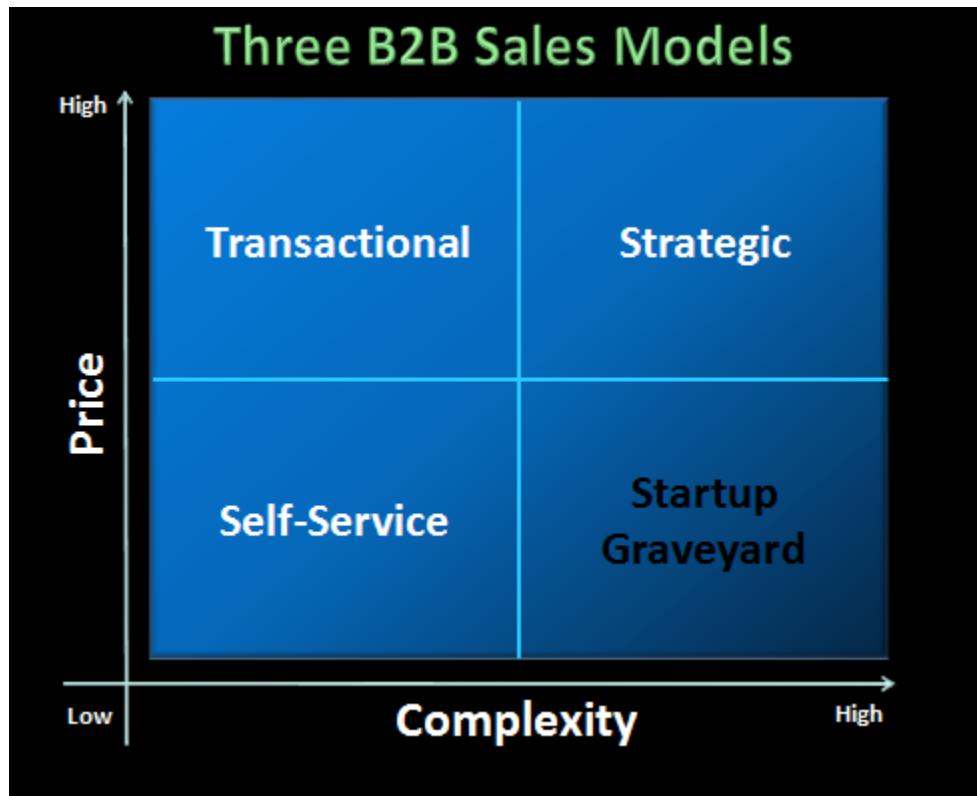 Three B2B Sales Models
High
Transactional
Strategic
Price
Self-Service
Startup
Graveyard
Low
Complexity
High